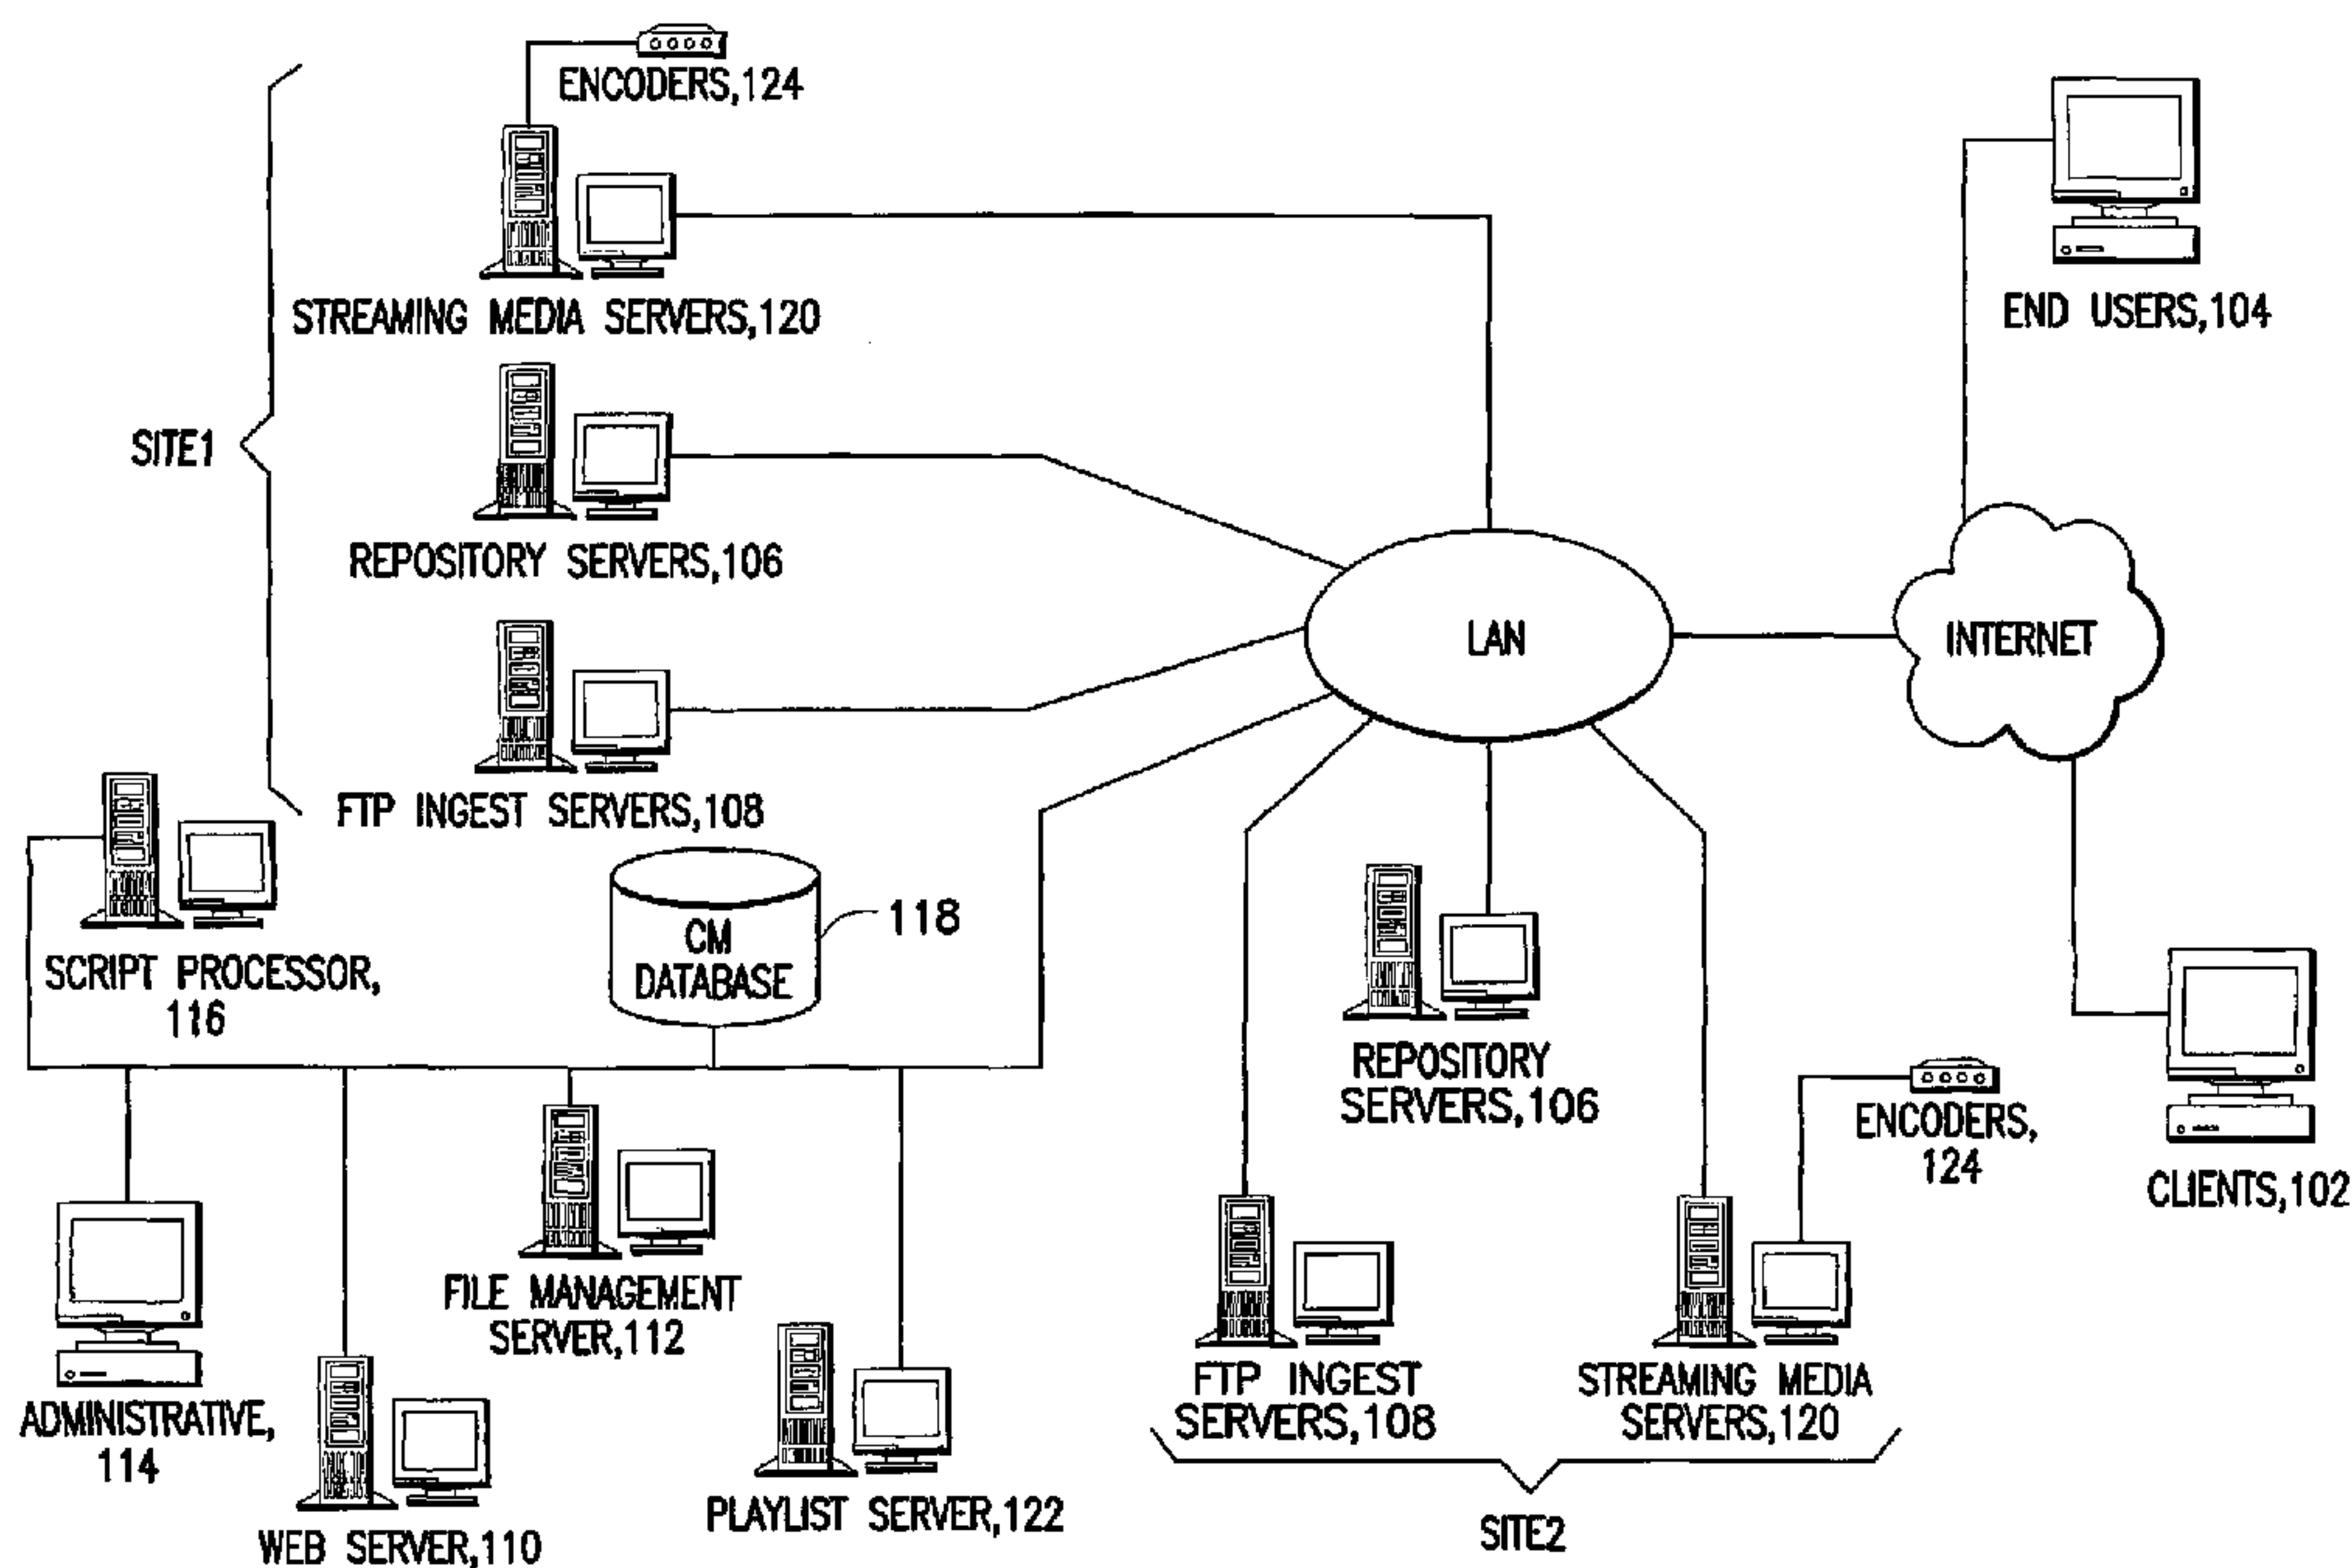 ENCODERS,124
STREAMING MEDIA SERVERS,120
END USERS,104
SITE1
REPOSITORY SERVERS,106
LAN
INTERNET
FTP INGEST SERVERS,108
CM
DATABASE
118
SCRIPT PROCESSOR,
116
REPOSITORY
SERVERS,106
ENCODERS,
124
CLIENTS,102
FILE MANAGEMENT
SERVER,112
ADMINISTRATIVE,
114
FTP INGEST
SERVERS,108
STREAMING MEDIA
SERVERS,120
PLAYLIST SERVER,122
WEB SERVER,110
SITE2